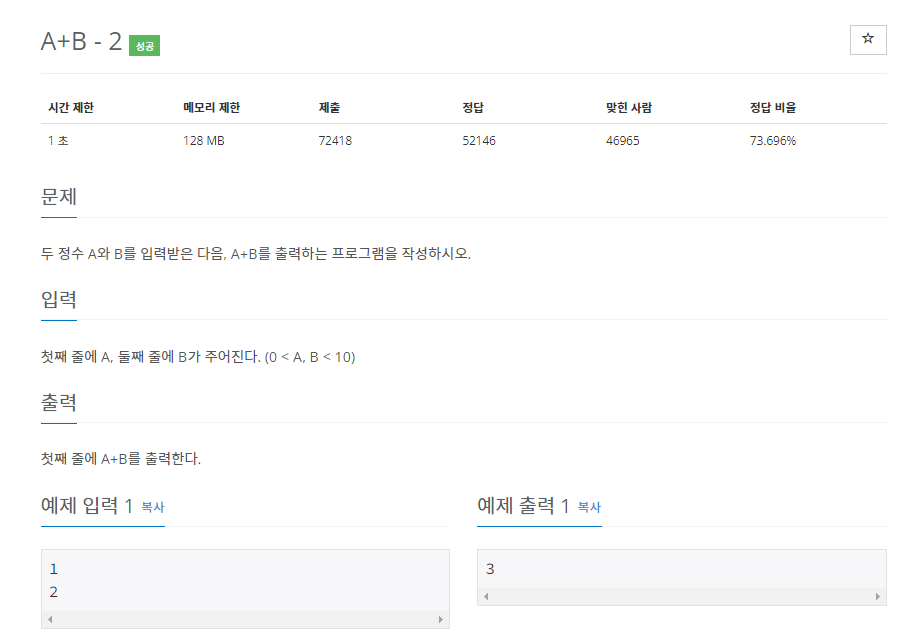 A+B - 2 성공
☆
시간 제한 메모리 제한 제출 정답 맞힌 사람 정답 비율
1 초 128 MB 72418 52146 46965 73.696%
문제
두 정수 A와 B를 입력받은 다음, A+B를 출력하는 프로그램을 작성하시오.
입력
첫째 줄에 A, 둘째 줄에 B가 주어진다. (0 < A, B < 10)
출력
첫째 줄에 A+B를 출력한다.
예제 입력 1 복사
1
2
예제 출력 1 복사
3